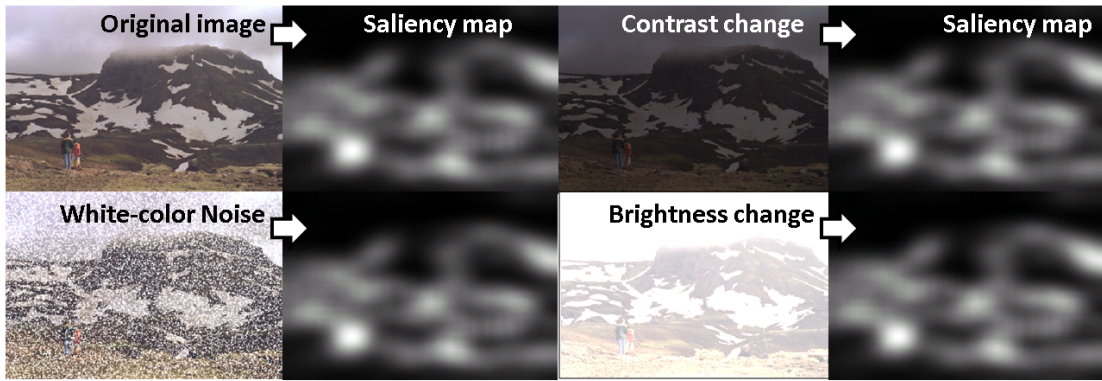 Original image
Saliency map
Contrast change
Saliency map
White-color Noise
Brightness change